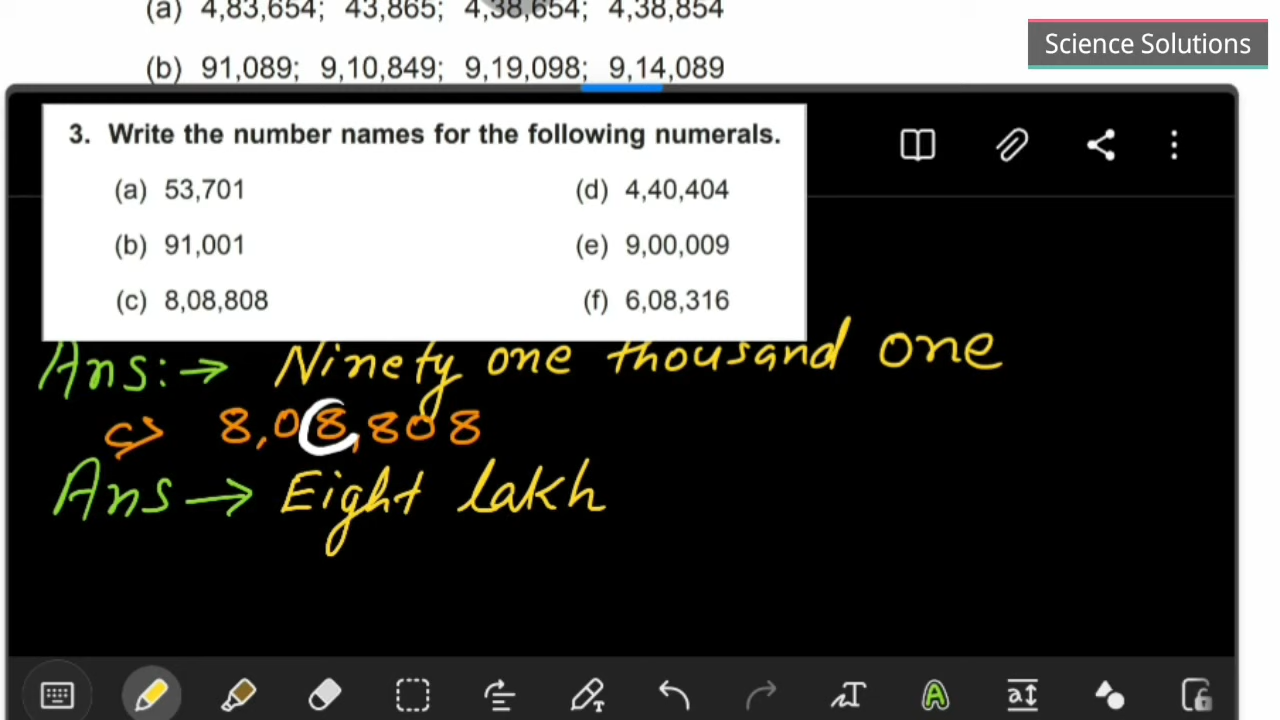 (a) 4,83,654; 43,865; 4,38,654; 4,38,854
Science Solutions
(b) 91,089; 9,10,849; 9,19,098; 9,14,089
3. Write the number names for the following numerals.
(a) 53,701 (d) 4,40,404
(b) 91,001 (e) 9,00,009
(c) 8,08,808 (f) 6,08,316
Ans:→ Ninety one thousand one
c> 8,08,808
Ans → Eight lakh